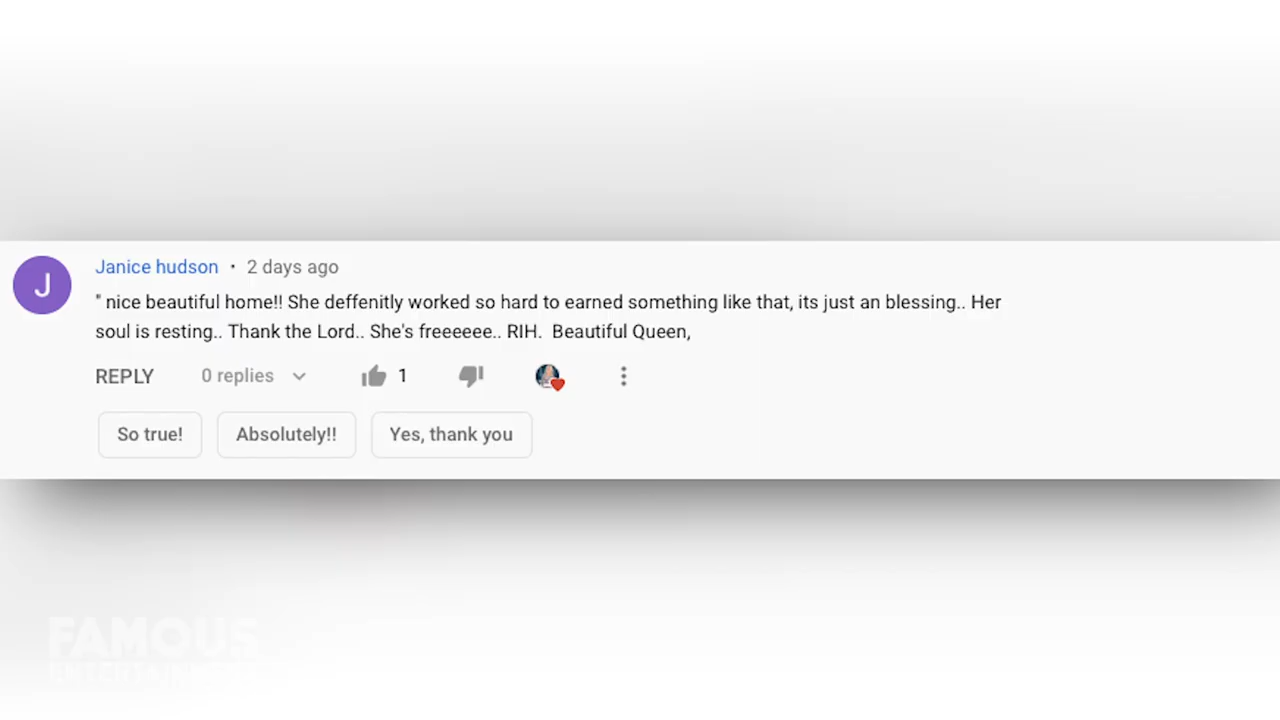 J
Janice hudson · 2 days ago
" nice beautiful home!! She deffenitly worked so hard to earned something like that, its just an blessing.. Her
soul is resting.. Thank the Lord.. She's freeeeee.. RIH.  Beautiful Queen,
REPLY 0 replies 1
So true! Absolutely!! Yes, thank you
FAMOUS
ENTERTAINMENT